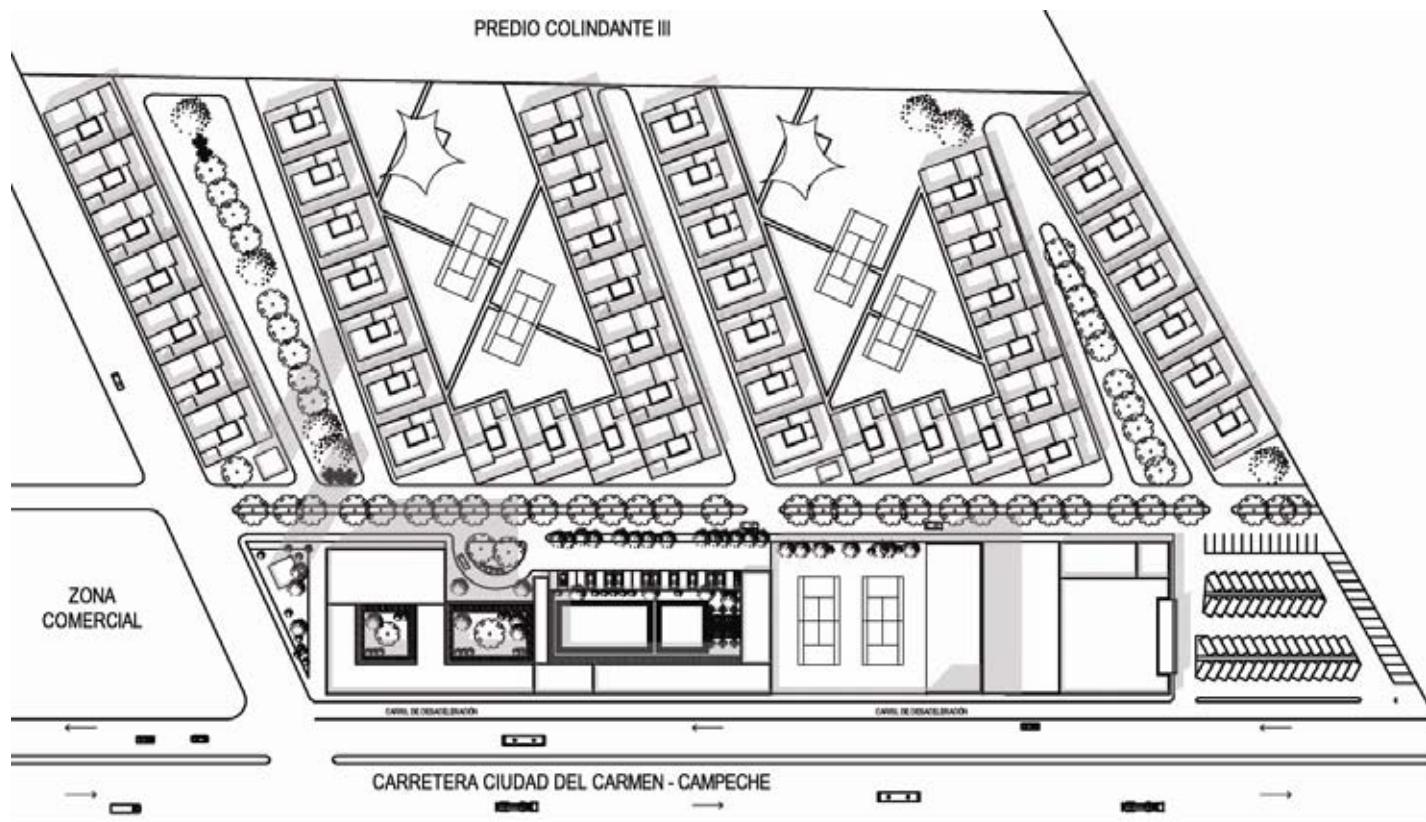 PREDIO COLINDANTE III
ZONA
COMERCIAL
CARRIL DE DESACELERACIÓN
CARRIL DE DESACELERACIÓN
CARRETERA CIUDAD DEL CARMEN - CAMPECHE